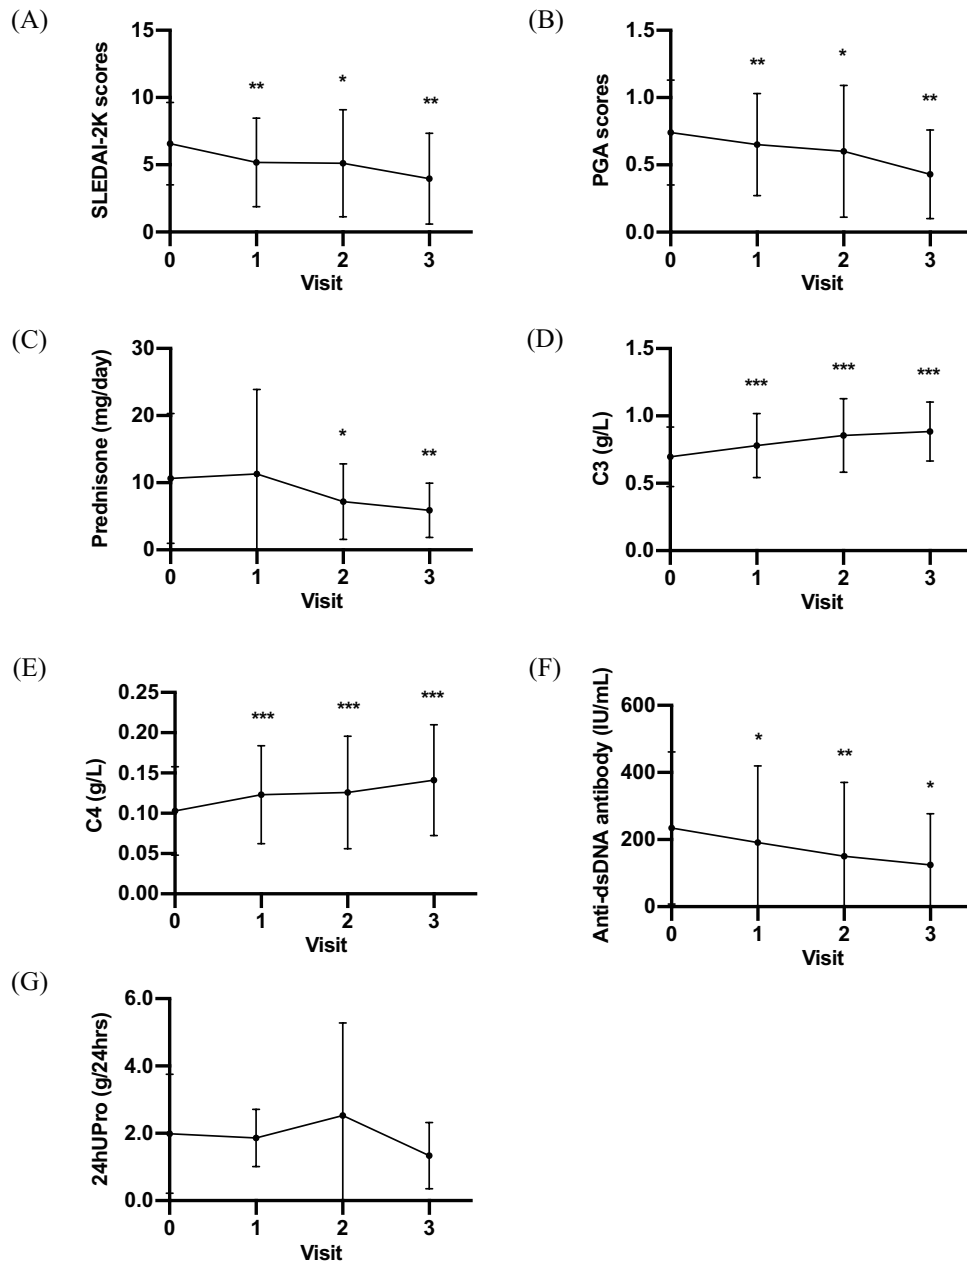 (A)
SLEDAI-2K scores
15
10
5
0
** * **
0 1 2 3
Visit
(B)
PGA scores
1.5
1.0
0.5
0.0
** * **
0 1 2 3
Visit
(C)
Prednisone (mg/day)
30
20
10
0
* **
0 1 2 3
Visit
(D)
C3 (g/L)
1.5
1.0
0.5
0.0
*** *** ***
0 1 2 3
Visit
(E)
C4 (g/L)
0.25
0.20
0.15
0.10
0.05
0.00
*** *** ***
0 1 2 3
Visit
(F)
Anti-dsDNA antibody (IU/mL)
600
400
200
0
* ** *
0 1 2 3
Visit
(G)
24hUPro (g/24hrs)
6.0
4.0
2.0
0.0
0 1 2 3
Visit